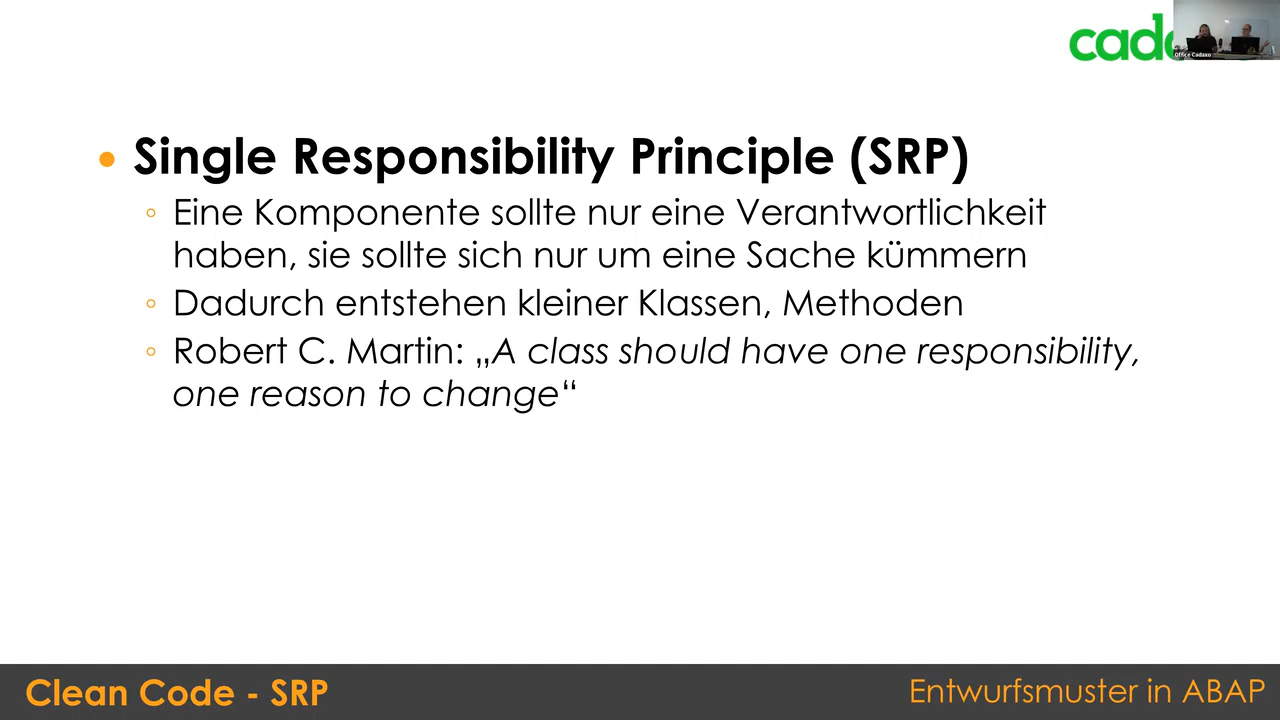 Office Cadaxo
• Single Responsibility Principle (SRP)
◦ Eine Komponente sollte nur eine Verantwortlichkeit
haben, sie sollte sich nur um eine Sache kümmern
◦ Dadurch entstehen kleiner Klassen, Methoden
◦ Robert C. Martin: „A class should have one responsibility,
one reason to change“
Clean Code - SRP
Entwurfsmuster in ABAP